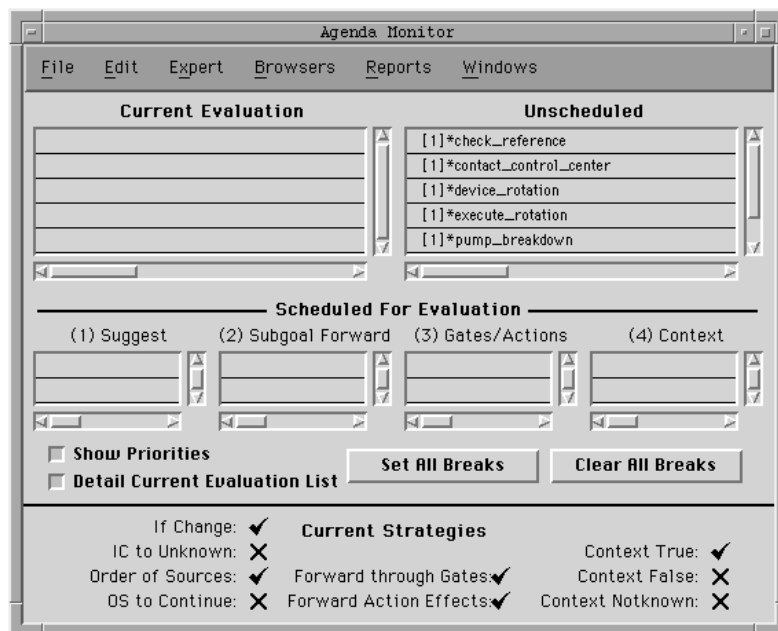 Agenda Monitor
File Edit Expert Browsers Reports Windows
Current Evaluation Unscheduled
[1]*check_reference
[1]*contact_control_center
[1]*device_rotation
[1]*execute_rotation
[1]*pump_breakdown
Scheduled For Evaluation
(1) Suggest (2) Subgoal Forward (3) Gates/Actions (4) Context
Show Priorities
Detail Current Evaluation List
Set All Breaks Clear All Breaks
Current Strategies
If Change: ✔
IC to Unknown: ✕ Context True: ✔
Order of Sources: ✔ Forward through Gates: ✔ Context False: ✕
OS to Continue: ✕ Forward Action Effects: ✔ Context Notknown: ✕